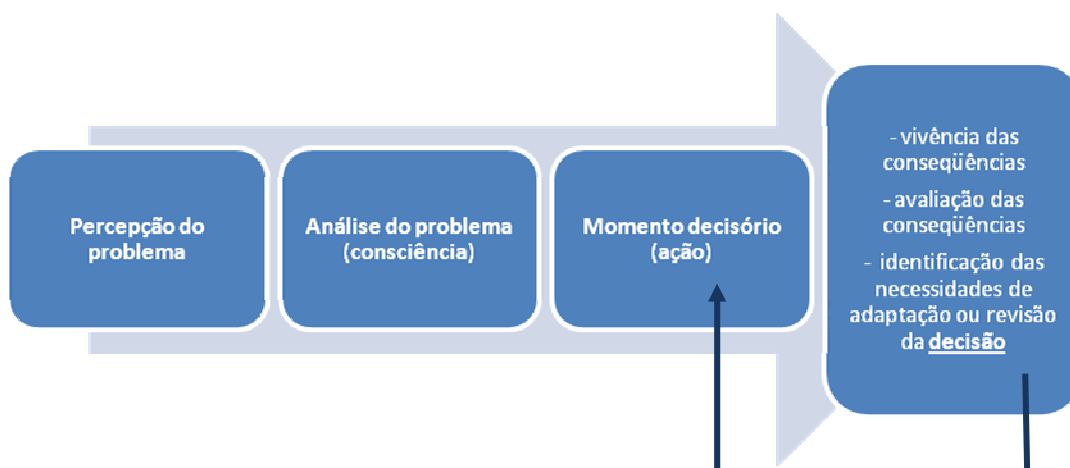 Percepção do
problema
Análise do problema
(consciência)
Momento decisório
(ação)
- vivência das
conseqüências
-avaliação das
conseqüências
- identificação das
necessidades de
adaptação ou revisão
da decisão